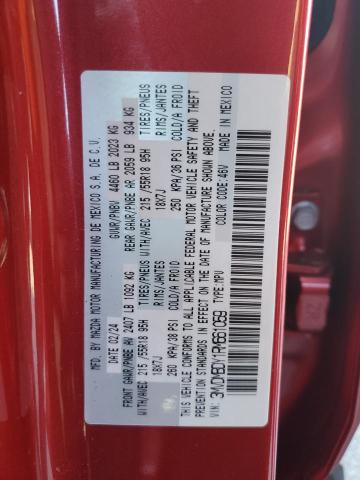 MFD. BY MAZDA MOTOR MANUFACTURING DE MEXICO S.A. DE C.V.
DATE: 02/24 GVWR/PNBV 4460 LB 2023 KG
FRONT GAWR/PNBE AV 2407 LB 1092 KG REAR GAWR/PNBE AR 2059 LB 934 KG
WITH/AVEC 215 /55R18 95H TIRES/PNEUS WITH/AVEC 215 /55R18 95H TIRES/PNEUS
18X7J RIMS/JANTES 18X7J RIMS/JANTES
260 KPA/38 PSI COLD/A FROID 250 KPA/36 PSI COLD/A FROID
THIS VEHICLE CONFORMS TO ALL APPLICABLE FEDERAL MOTOR VEHICLE SAFETY AND THEFT
PREVENTION STANDARDS IN EFFECT ON THE DATE OF MANUFACTURE SHOWN ABOVE.
TYPE:MPV COLOR CODE:46V MADE IN MEXICO